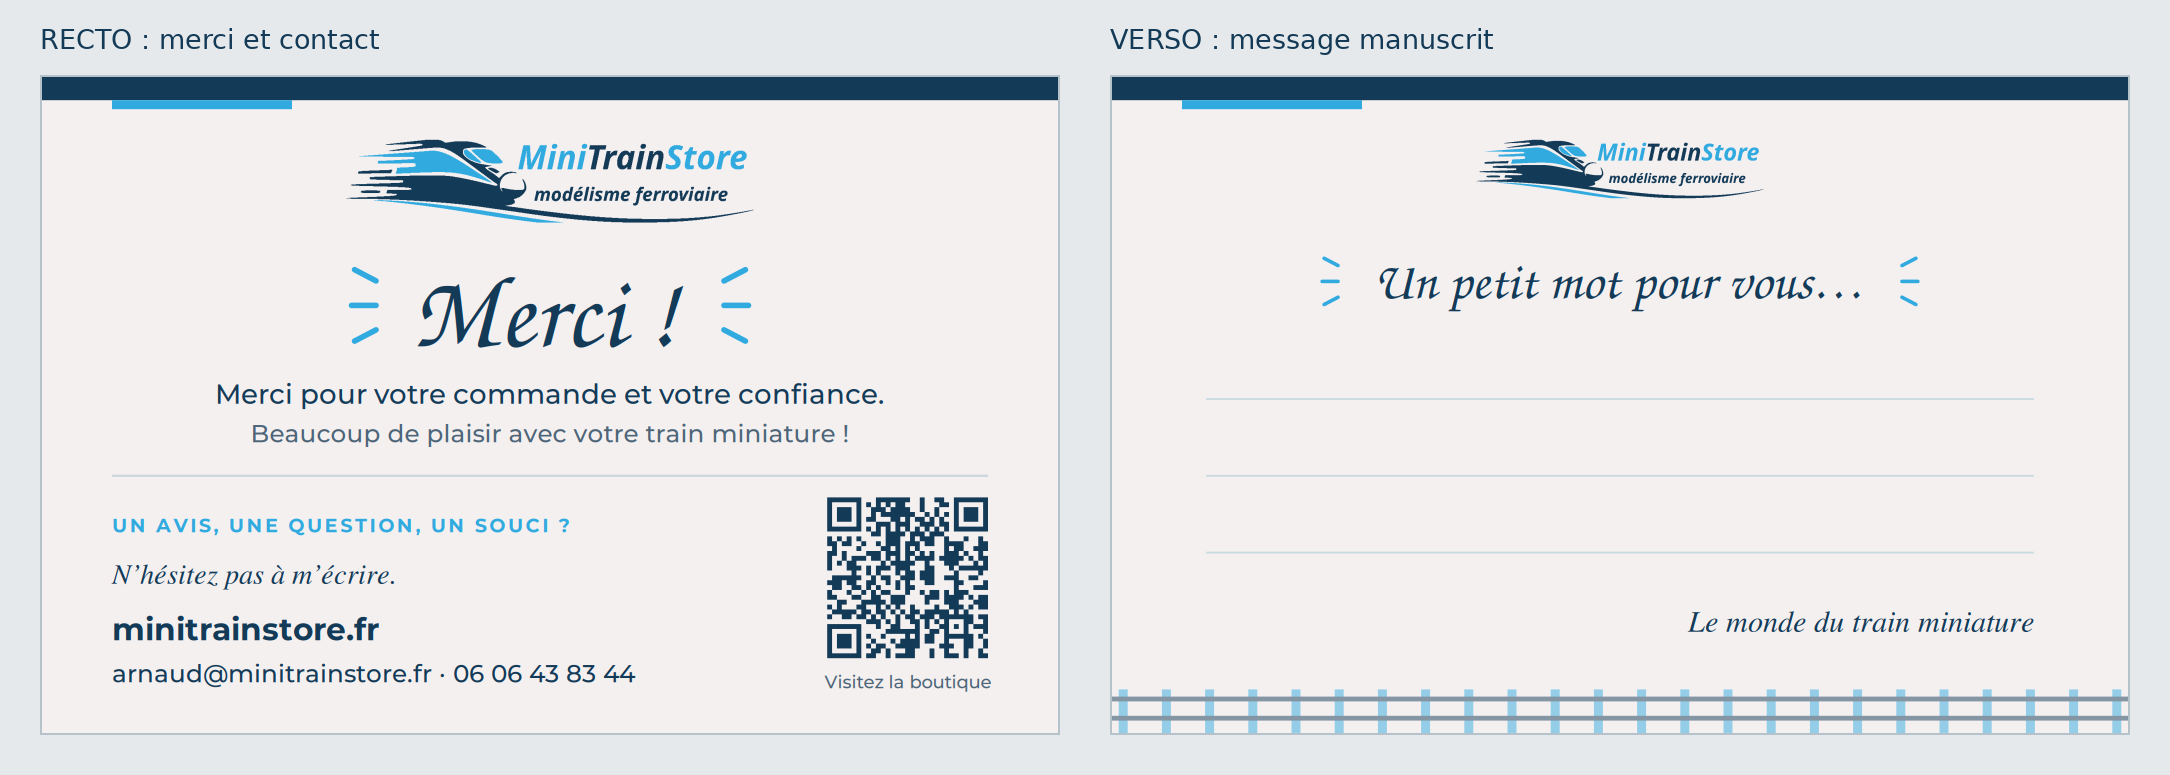 RECTO : merci et contact
MiniTrainStore
modélisme ferroviaire
Merci !
Merci pour votre commande et votre confiance.
Beaucoup de plaisir avec votre train miniature !
UN AVIS, UNE QUESTION, UN SOUCI ?
N’hésitez pas à m’écrire.
minitrainstore.fr
arnaud@minitrainstore.fr · 06 06 43 83 44
Visitez la boutique
VERSO : message manuscrit
MiniTrainStore
modélisme ferroviaire
Un petit mot pour vous…
Le monde du train miniature